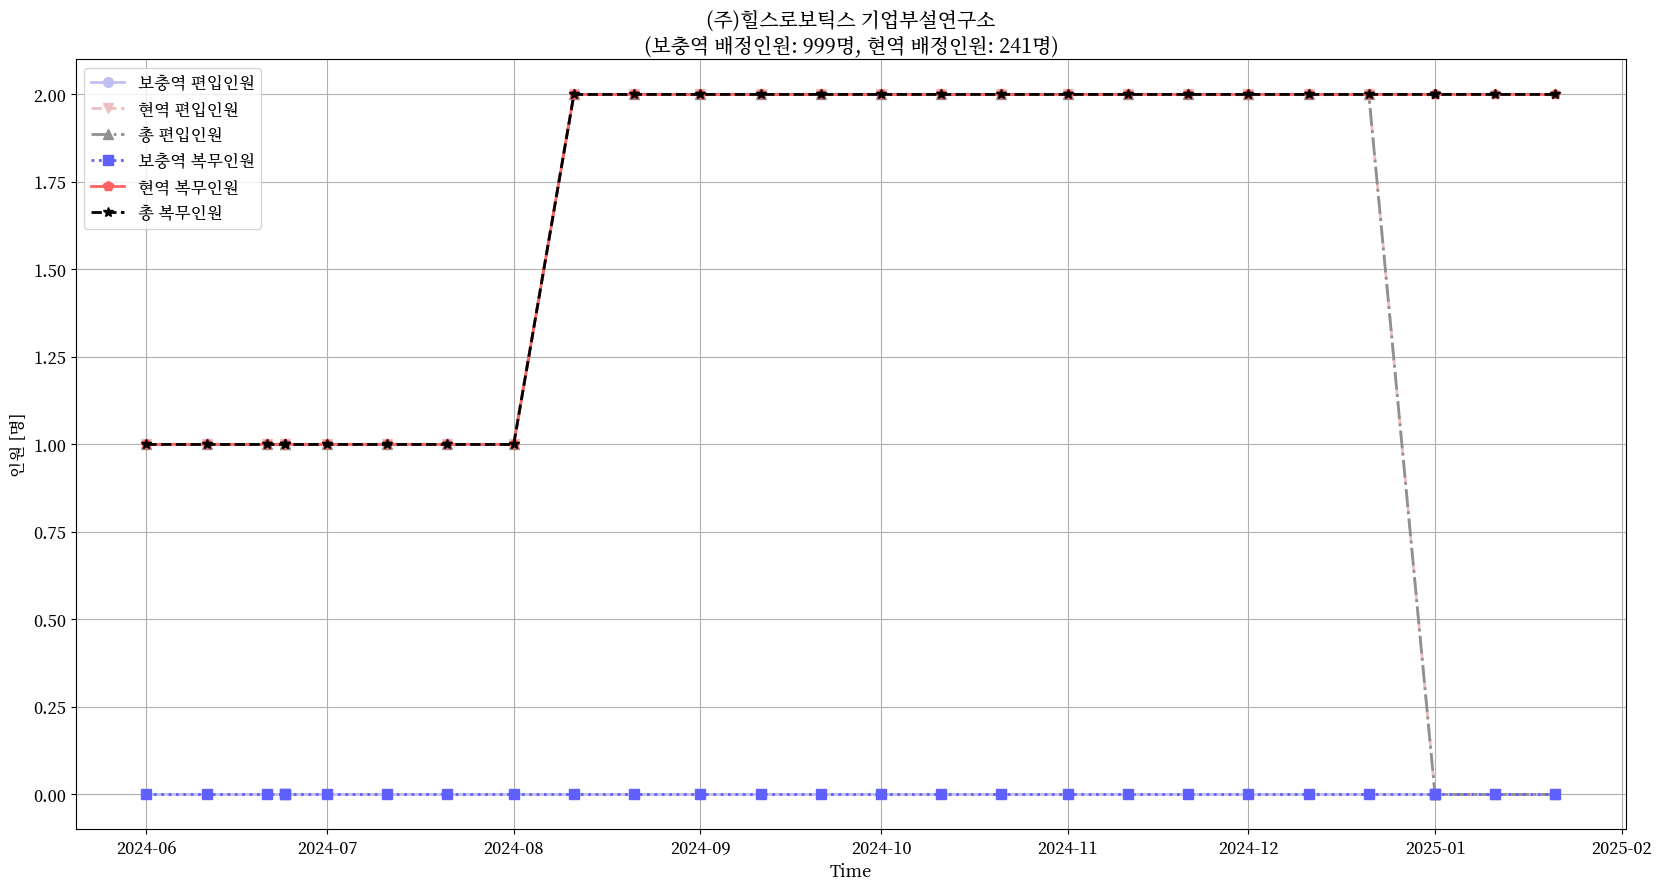 (주)힐스로보틱스 기업부설연구소
(보충역 배정인원: 999명, 현역 배정인원: 241명)
보충역 편입인원
현역 편입인원
총 편입인원
보충역 복무인원
현역 복무인원
총 복무인원
2.00
1.75
1.50
1.25
1.00
0.75
0.50
0.25
0.00
인원 [명]
2024-06
2024-07
2024-08
2024-09
2024-10
2024-11
2024-12
2025-01
2025-02
Time